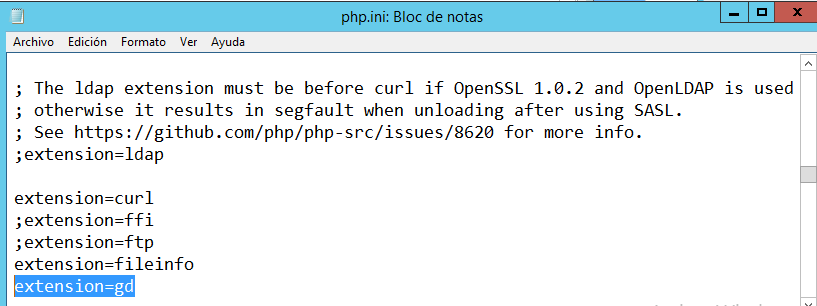 php.ini: Bloc de notas
Archivo Edición Formato Ver Ayuda
; The ldap extension must be before curl if OpenSSL 1.0.2 and OpenLDAP is used
; otherwise it results in segfault when unloading after using SASL.
; See https://github.com/php/php-src/issues/8620 for more info.
;extension=ldap
extension=curl
;extension=ffi
;extension=ftp
extension=fileinfo
extension=gd